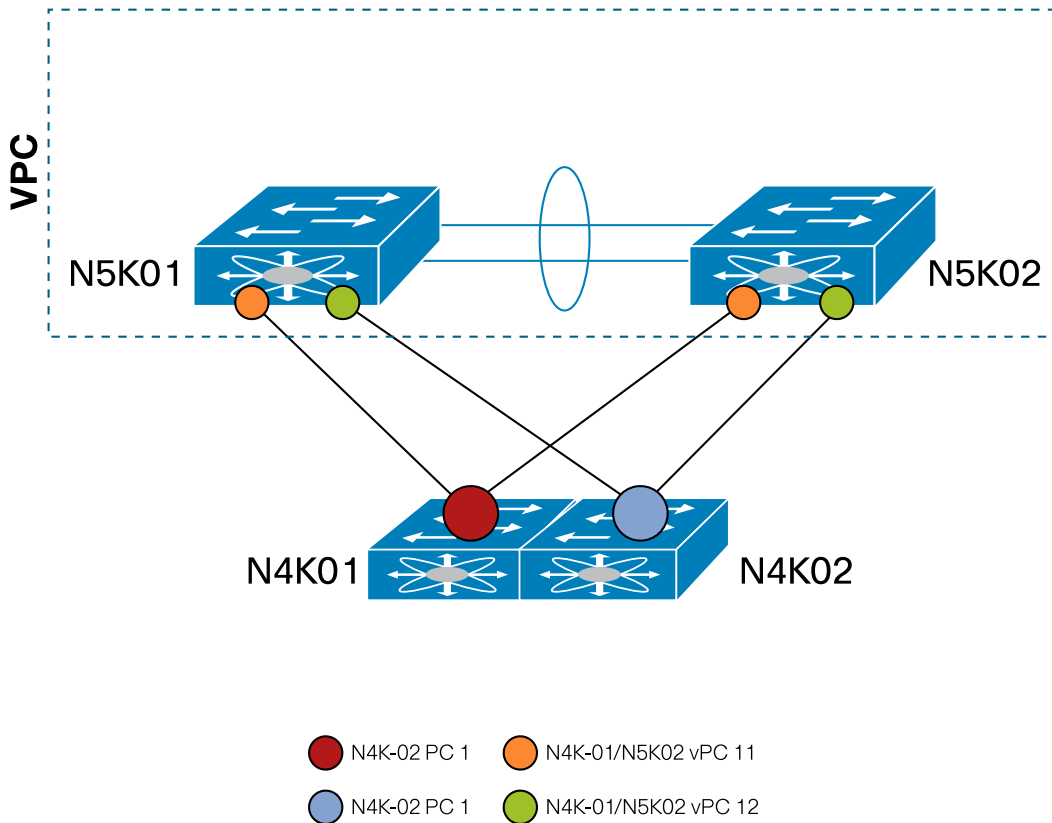 VPC
N5K01
N5K02
N4K01
N4K02
N4K-02 PC 1
N4K-01/N5K02 vPC 11
N4K-02 PC 1
N4K-01/N5K02 vPC 12